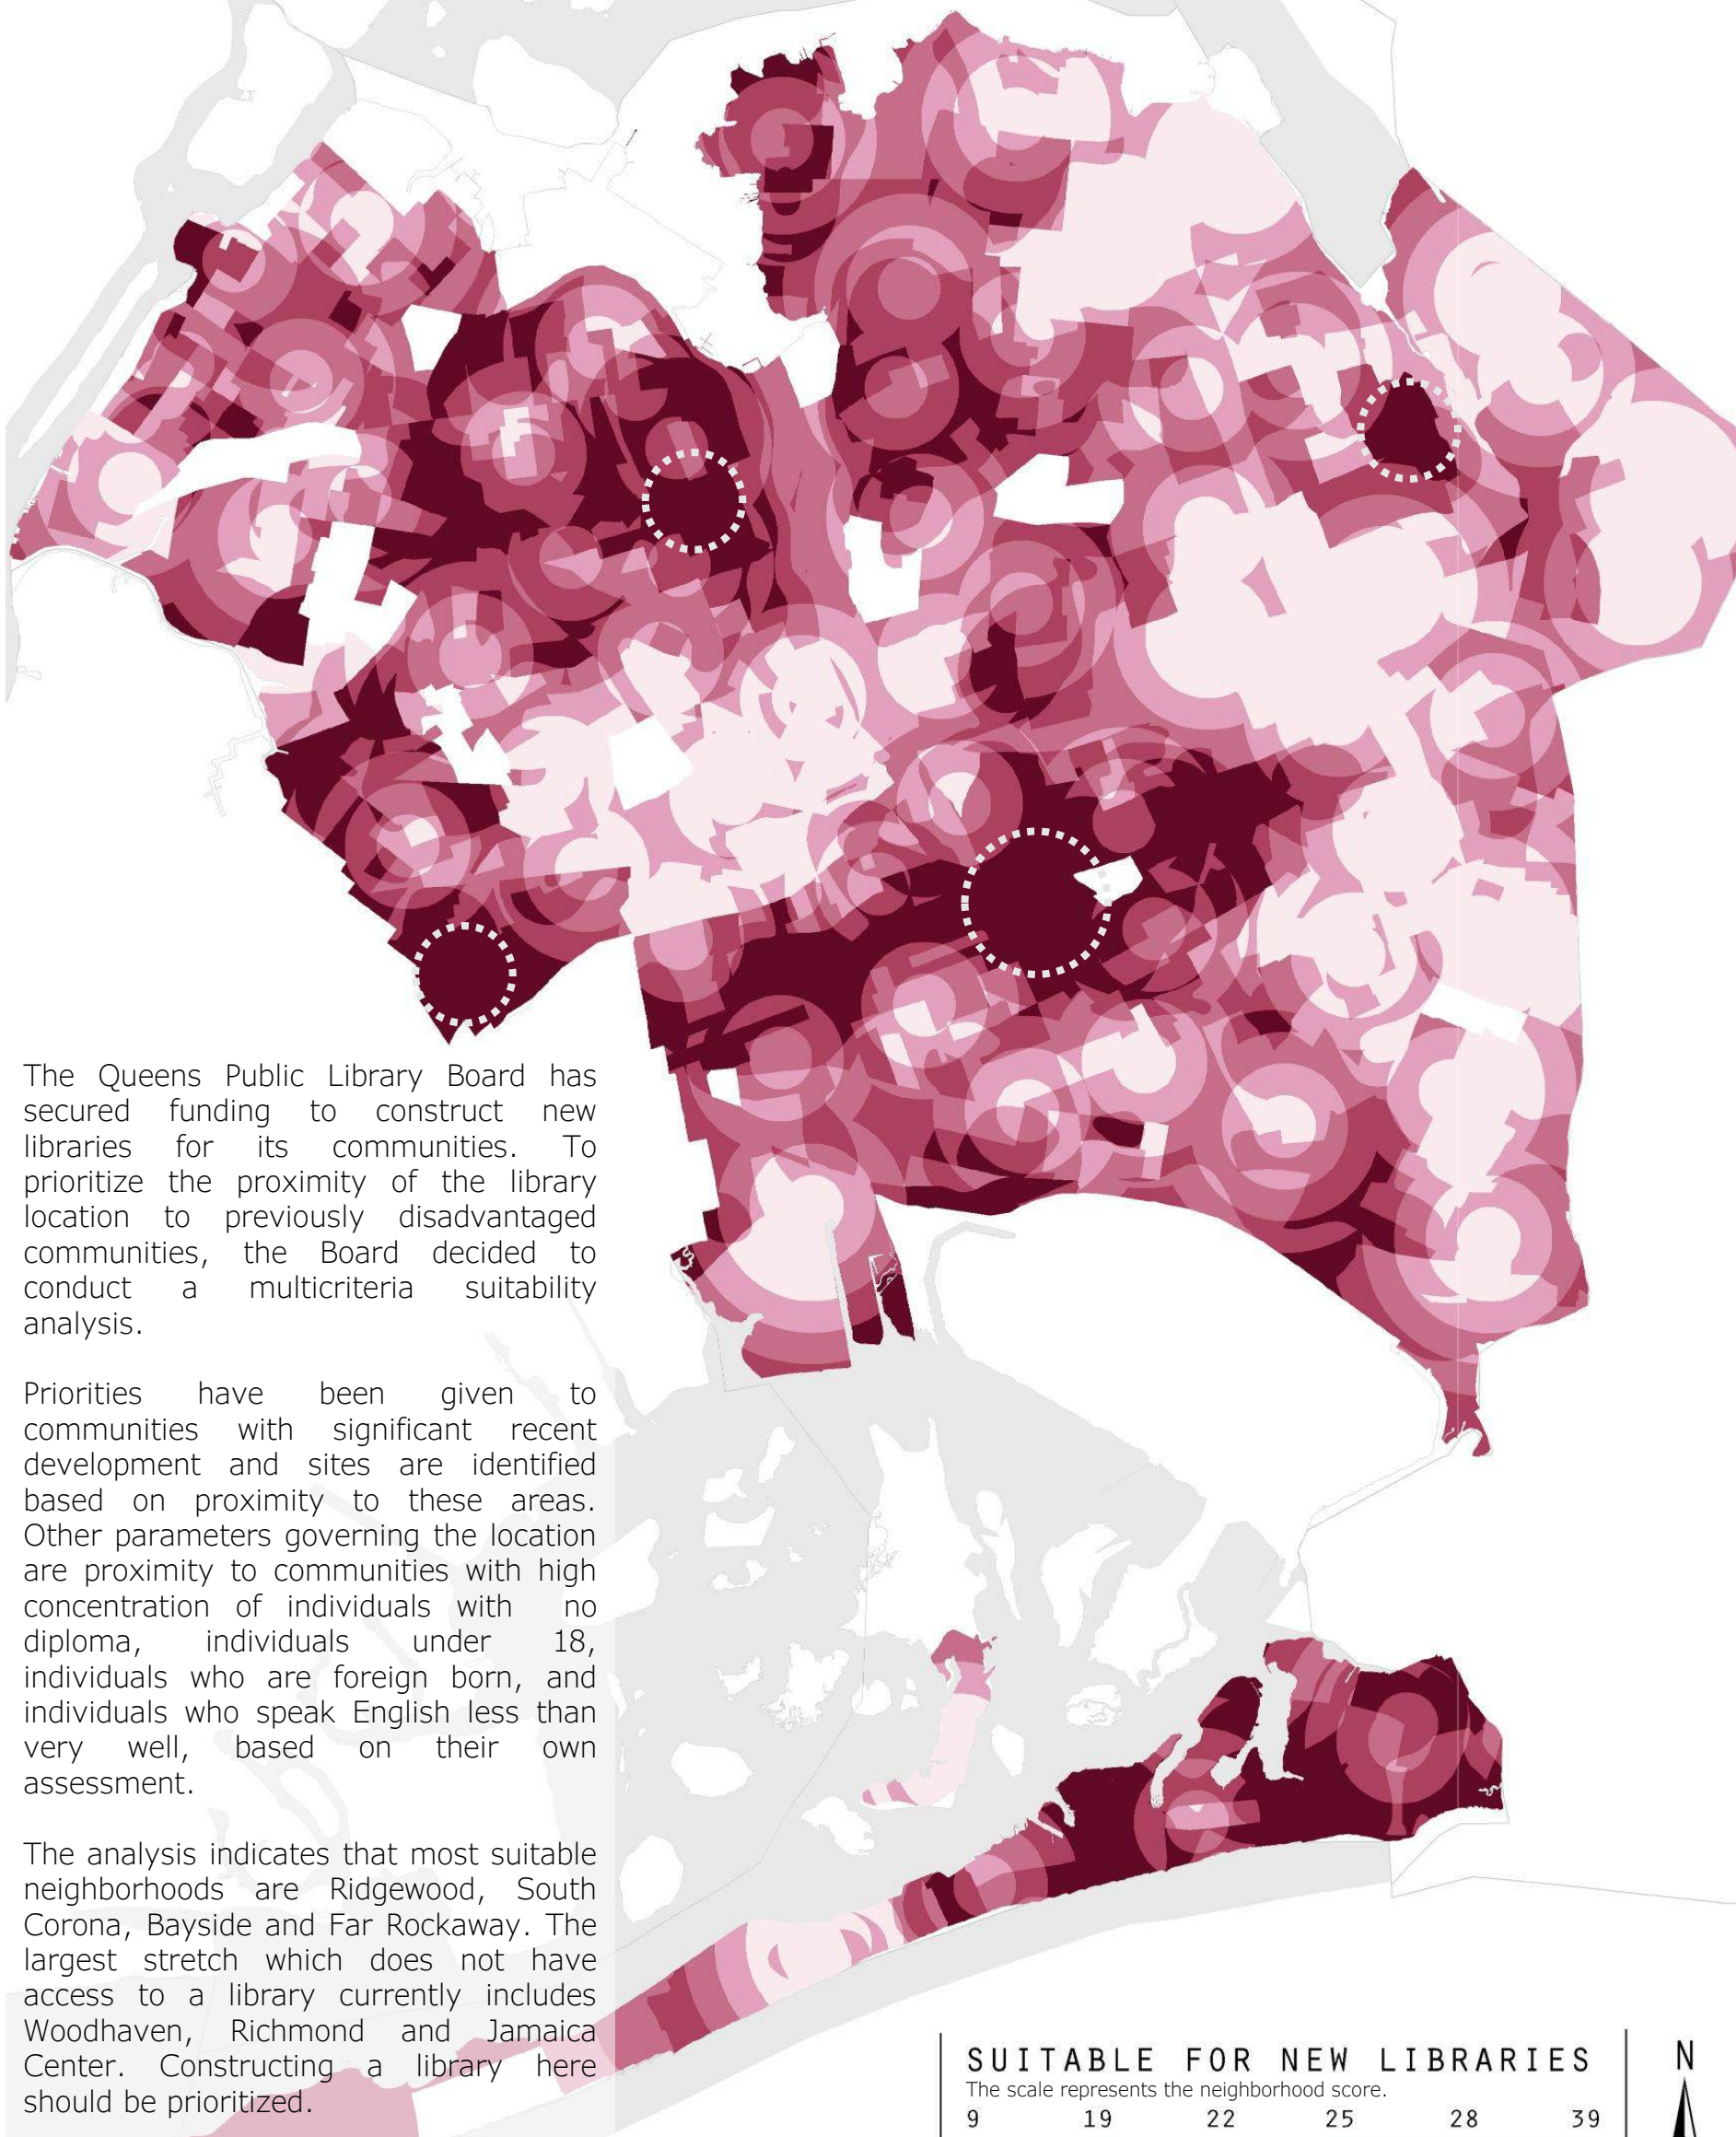 The Queens Public Library Board has
secured funding to construct new
libraries for its communities. To
prioritize the proximity of the library
location to previously disadvantaged
communities, the Board decided to
conduct a multicriteria suitability
analysis.
Priorities have been given to
communities with significant recent
development and sites are identified
based on proximity to these areas.
Other parameters governing the location
are proximity to communities with high
concentration of individuals with no
diploma, individuals under 18,
individuals who are foreign born, and
individuals who speak English less than
very well, based on their own
assessment.
The analysis indicates that most suitable
neighborhoods are Ridgewood, South
Corona, Bayside and Far Rockaway. The
largest stretch which does not have
access to a library currently includes
Woodhaven, Richmond and Jamaica
Center. Constructing a library here
should be prioritized.
SUITABLE FOR NEW LIBRARIES
The scale represents the neighborhood score.
9 19 22 25 28 39
N